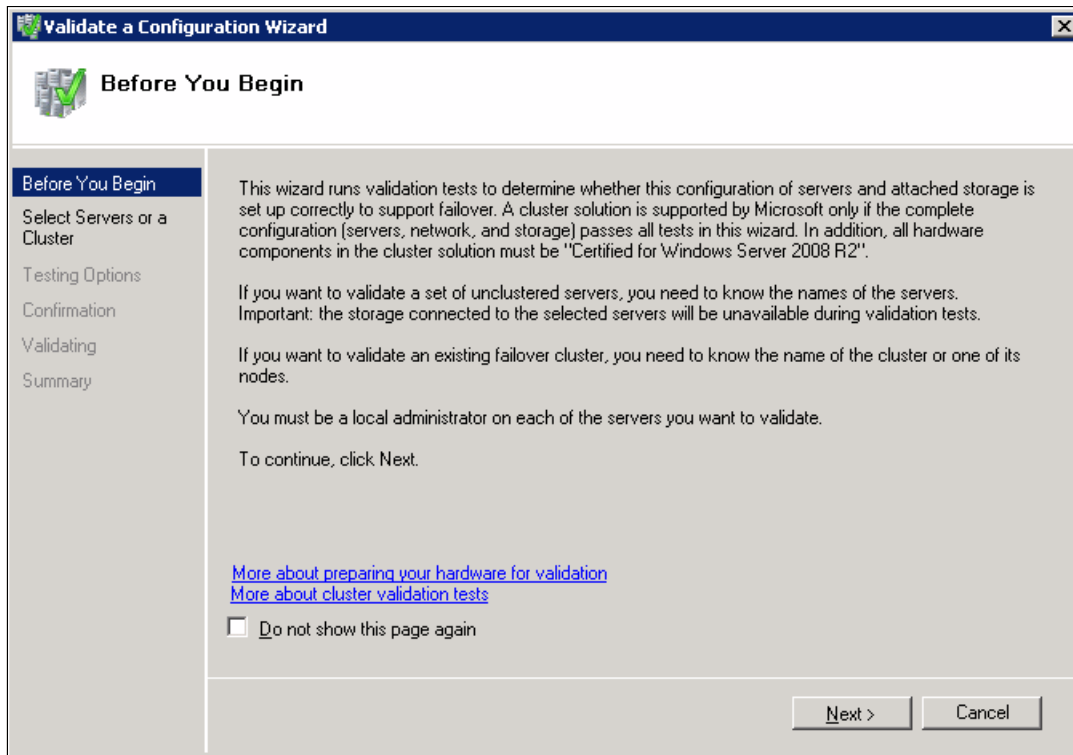 Validate a Configuration Wizard
Before You Begin
Before You Begin
Select Servers or a
Cluster
Testing Options
Confirmation
Validating
Summary
This wizard runs validation tests to determine whether this configuration of servers and attached storage is
set up correctly to support failover. A cluster solution is supported by Microsoft only if the complete
configuration (servers, network, and storage) passes all tests in this wizard. In addition, all hardware
components in the cluster solution must be "Certified for Windows Server 2008 R2".
If you want to validate a set of unclustered servers, you need to know the names of the servers.
Important: the storage connected to the selected servers will be unavailable during validation tests.
If you want to validate an existing failover cluster, you need to know the name of the cluster or one of its
nodes.
You must be a local administrator on each of the servers you want to validate.
To continue, click Next.
More about preparing your hardware for validation
More about cluster validation tests
Do not show this page again
Next >
Cancel